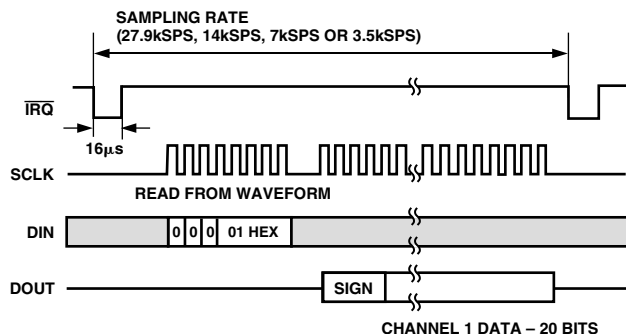 SAMPLING RATE
(27.9kSPS, 14kSPS, 7kSPS OR 3.5kSPS)
IRQ
16µs
SCLK
READ FROM WAVEFORM
DIN
0 0 0 01 HEX
DOUT
SIGN
CHANNEL 1 DATA – 20 BITS